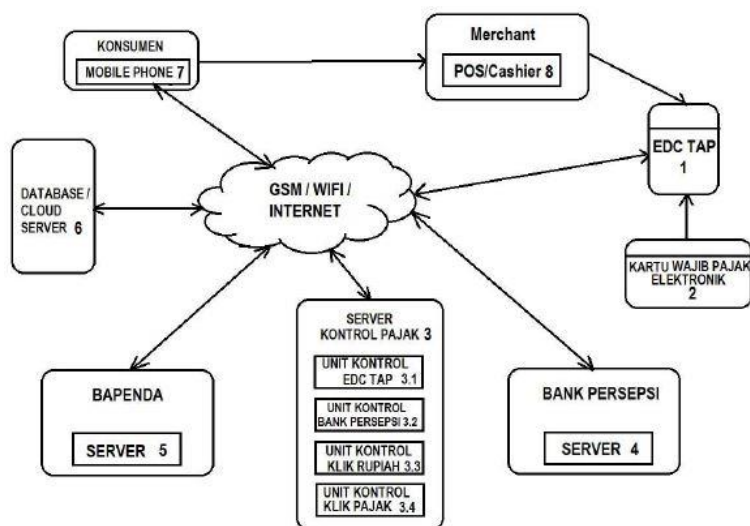 KONSUMEN
MOBILE PHONE 7
Merchant
POS/Cashier 8
EDC TAP
1
DATABASE /
CLOUD
SERVER 6
GSM / WIFI /
INTERNET
KARTU WAJIB PAJAK
ELEKTRONIK
2
SERVER
KONTROL PAJAK 3
UNIT KONTROL
EDC TAP 3.1
UNIT KONTROL
BANK PERSEPSI 3.2
UNIT KONTROL
KLIK RUPIAH 3.3
UNIT KONTROL
KLIK PAJAK 3.4
BAPENDA
SERVER 5
BANK PERSEPSI
SERVER 4